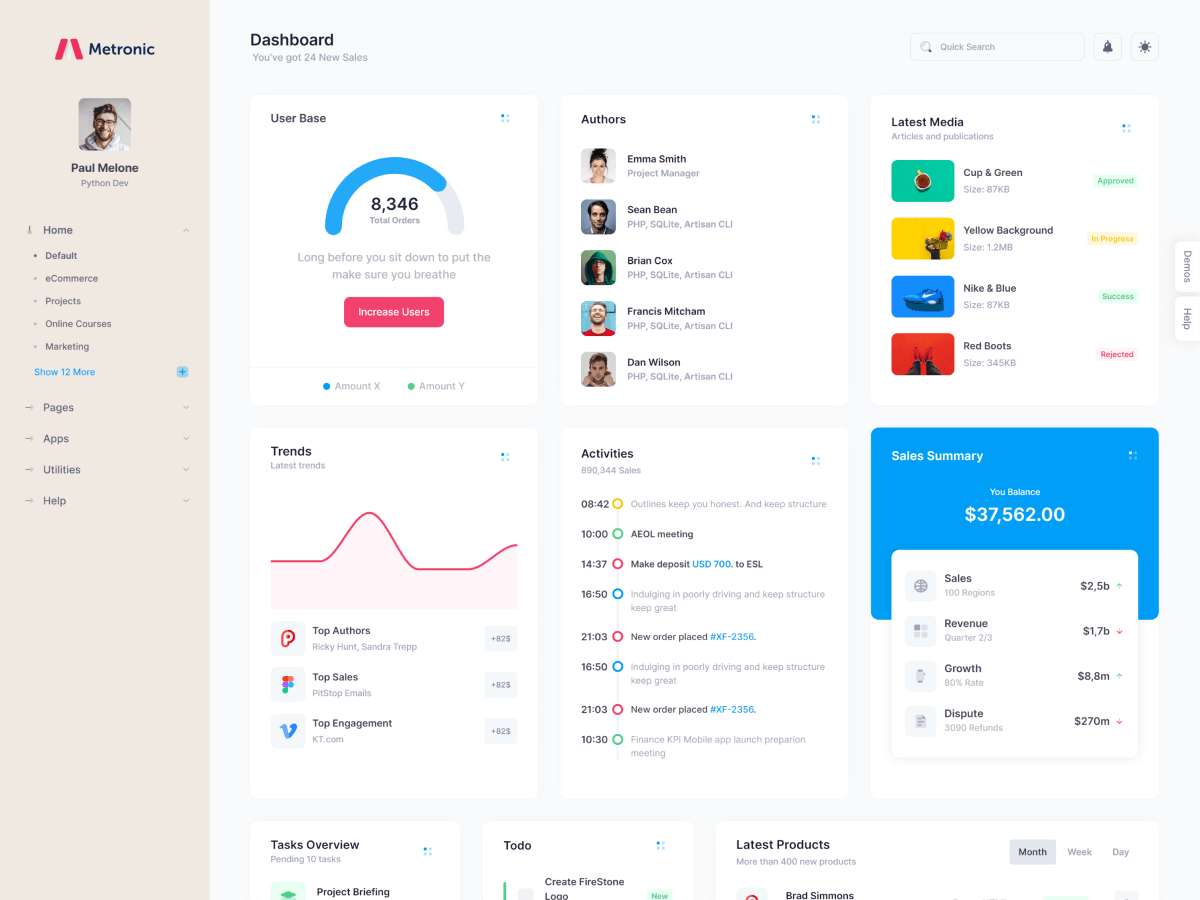 Metronic
Paul Melone
Python Dev
Home
Default
eCommerce
Projects
Online Courses
Marketing
Show 12 More
Pages
Apps
Utilities
Help
Dashboard
You've got 24 New Sales
Quick Search
User Base
8,346
Total Orders
Long before you sit down to put the
make sure you breathe
Increase Users
Amount X
Amount Y
Authors
Emma Smith
Project Manager
Sean Bean
PHP, SQLite, Artisan CLI
Brian Cox
PHP, SQLite, Artisan CLI
Francis Mitcham
PHP, SQLite, Artisan CLI
Dan Wilson
PHP, SQLite, Artisan CLI
Latest Media
Articles and publications
Cup & Green
Size: 87KB
Approved
Yellow Background
Size: 1.2MB
In Progress
Nike & Blue
Size: 87KB
Success
Red Boots
Size: 345KB
Rejected
Demos
Help
Trends
Latest trends
Top Authors
Ricky Hunt, Sandra Trepp
+82$
Top Sales
PitStop Emails
+82$
Top Engagement
KT.com
+82$
Activities
890,344 Sales
08:42 Outlines keep you honest. And keep structure
10:00 AEOL meeting
14:37 Make deposit USD 700. to ESL
16:50 Indulging in poorly driving and keep structure
keep great
21:03 New order placed #XF-2356.
16:50 Indulging in poorly driving and keep structure
keep great
21:03 New order placed #XF-2356.
10:30 Finance KPI Mobile app launch preparion
meeting
Sales Summary
You Balance
$37,562.00
Sales
100 Regions
$2,5b
Revenue
Quarter 2/3
$1,7b
Growth
80% Rate
$8,8m
Dispute
3090 Refunds
$270m
Tasks Overview
Pending 10 tasks
Project Briefing
Todo
Create FireStone
Logo
New
Latest Products
More than 400 new products
Month
Week
Day
Brad Simmons